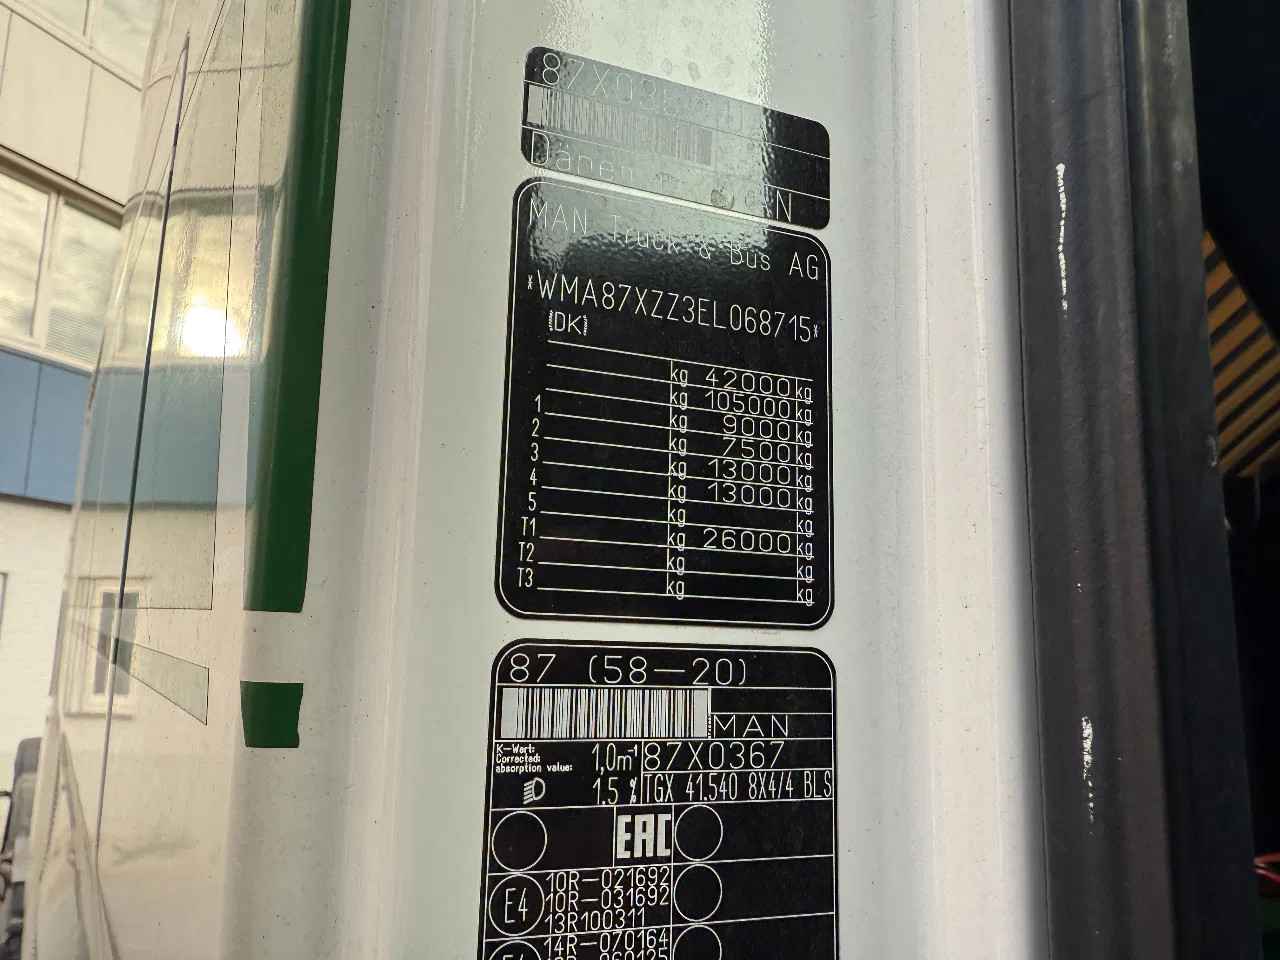 87X03
Dänen
MAN Truck & Bus AG
*WMA87XZZ3EL068715*
(DK)
kg 42000 kg
kg 105000 kg
1 kg 9000 kg
2 kg 7500 kg
3 kg 13000 kg
4 kg 13000 kg
5 kg kg
T1 kg 26000 kg
T2 kg kg
T3 kg kg
87 (58-20)
MAN
K-Wert:
Corrected:
absorption value: 1,0m⁻¹
87X0367
1.5 %
TGX 41.540 8X4/4 BLS
EAC
E4
10R-021692
10R-031692
13R100311
14R-070164